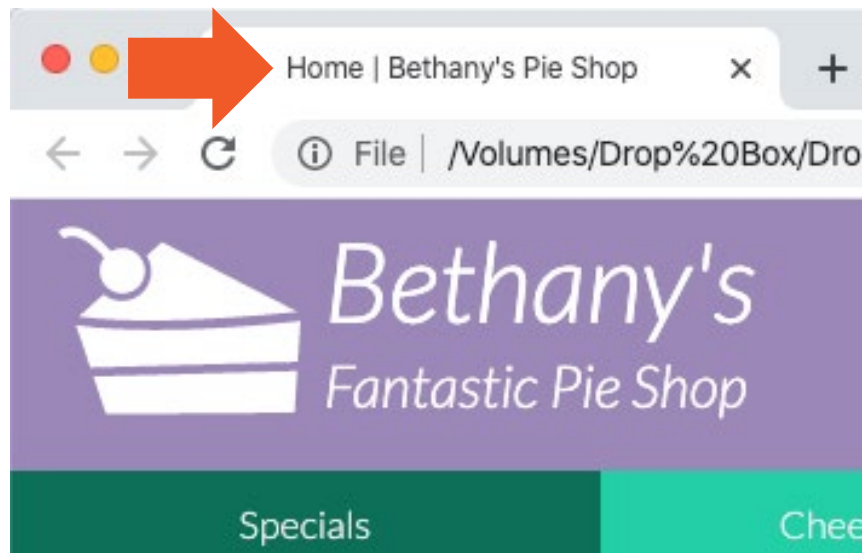 Home | Bethany's Pie Shop
File | /Volumes/Drop%20Box/Dro
Bethany's
Fantastic Pie Shop
Specials
Chee